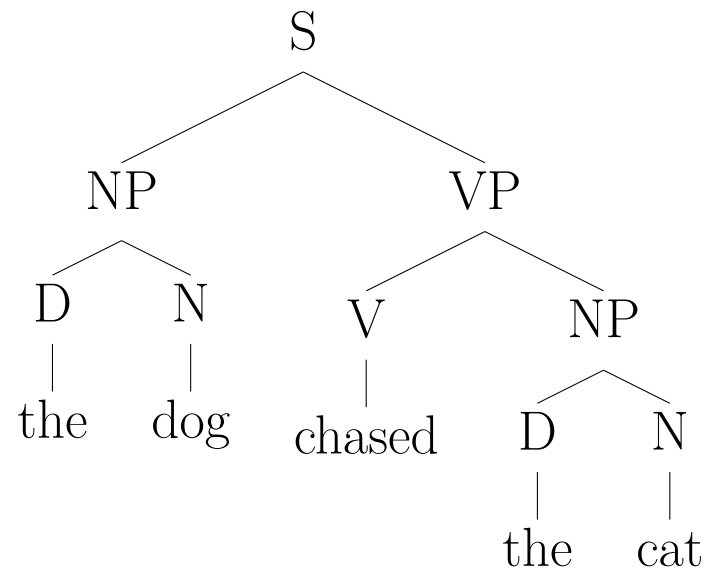 S
NP VP
D N V NP
the dog chased D N
the cat